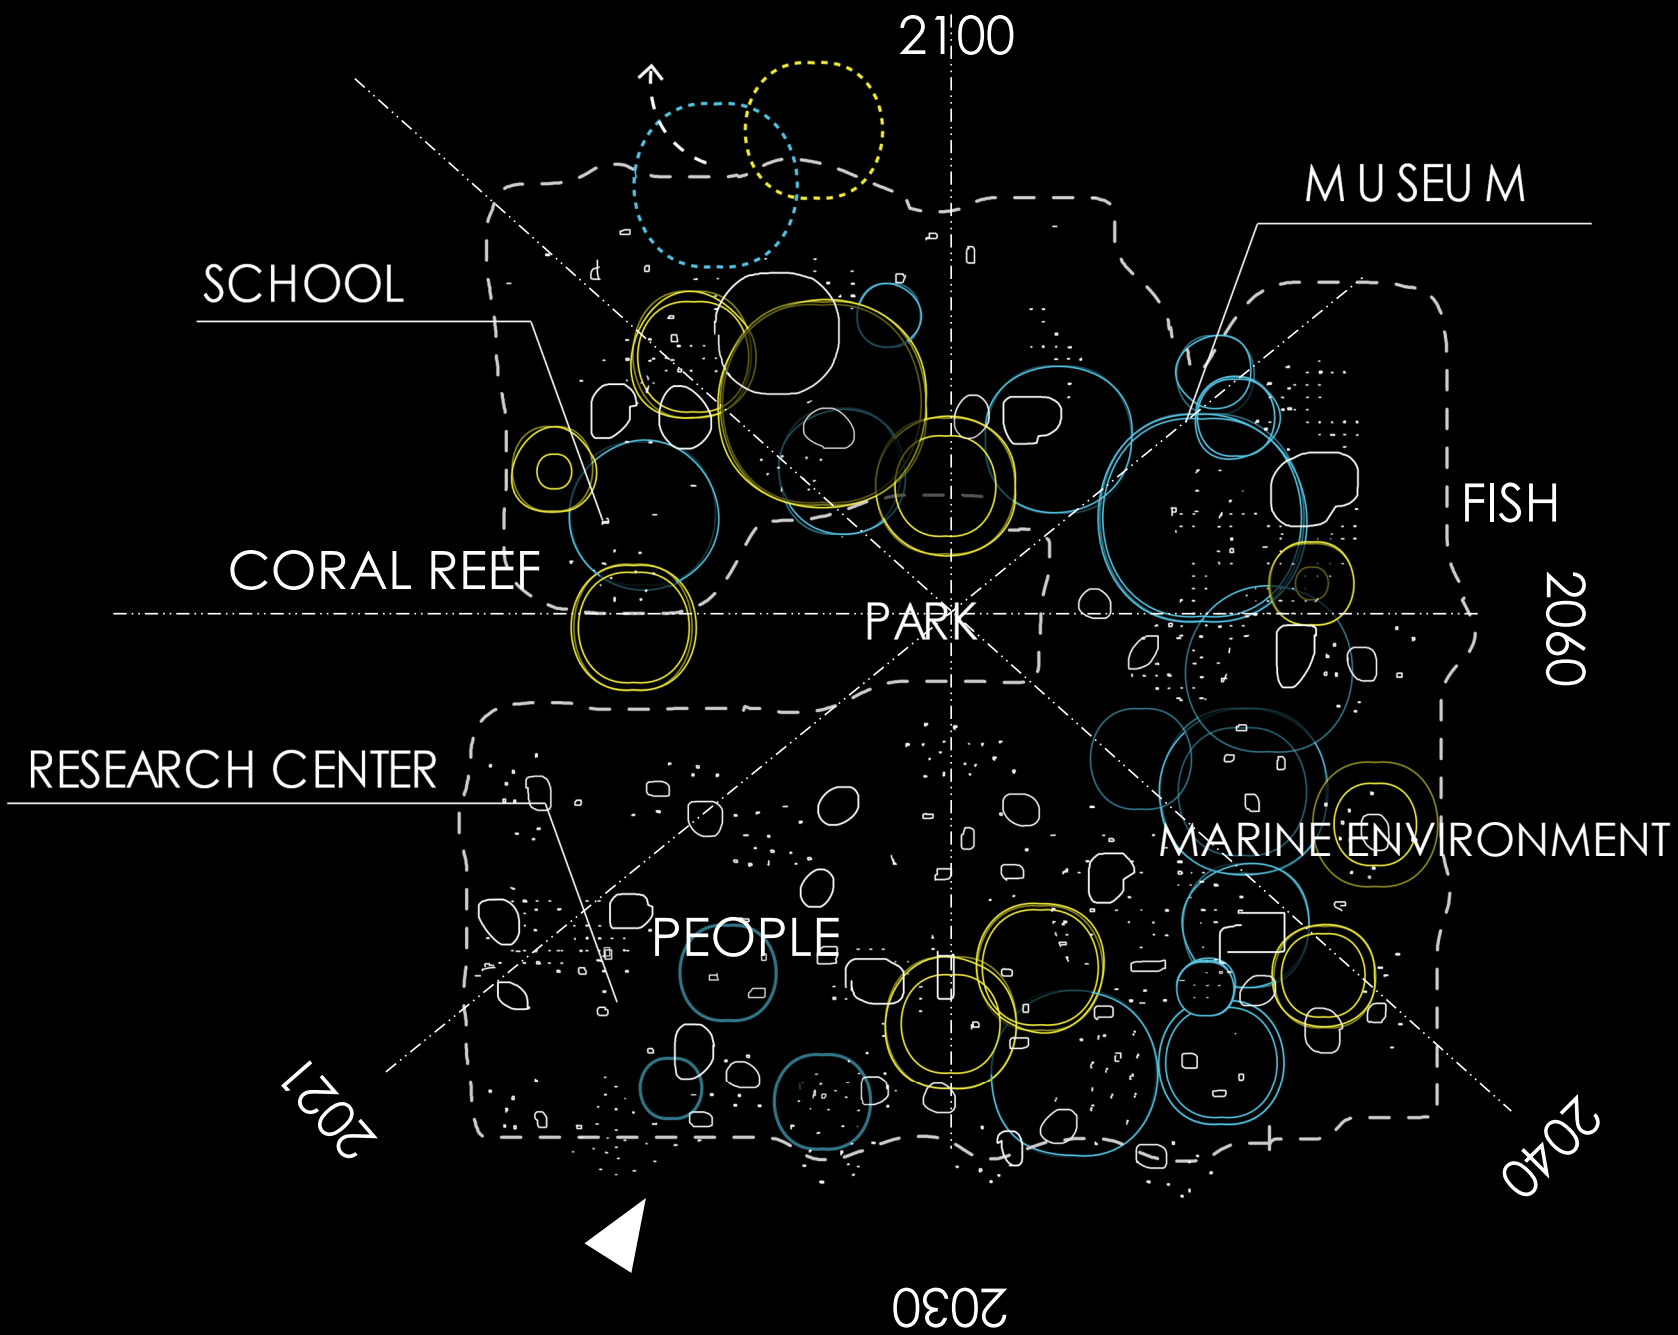 2100
MUSEUM
SCHOOL
FISH
CORAL REEF
2060
PARK
RESEARCH CENTER
MARINE ENVIRONMENT
PEOPLE
2021
2040
2030